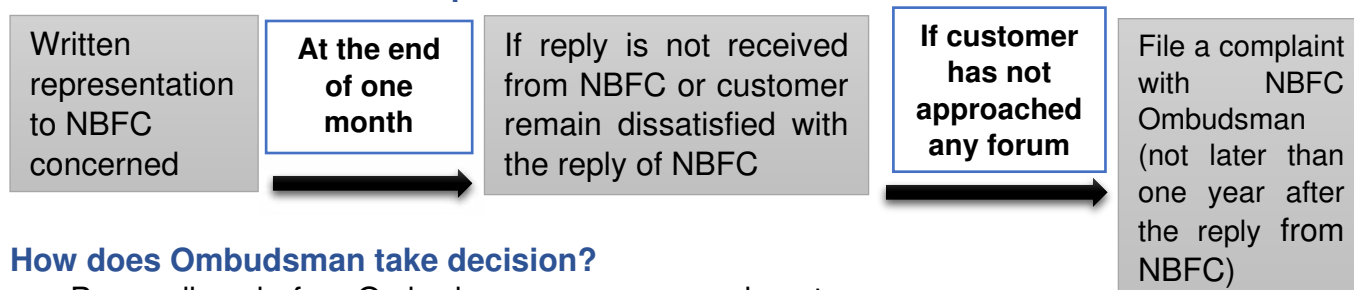 Written
representation
to NBFC
concerned
At the end
of one
month
If reply is not received
from NBFC or customer
remain dissatisfied with
the reply of NBFC
If customer
has not
approached
any forum
File a complaint
with NBFC
Ombudsman
(not later than
one year after
the reply from
NBFC)
How does Ombudsman take decision?